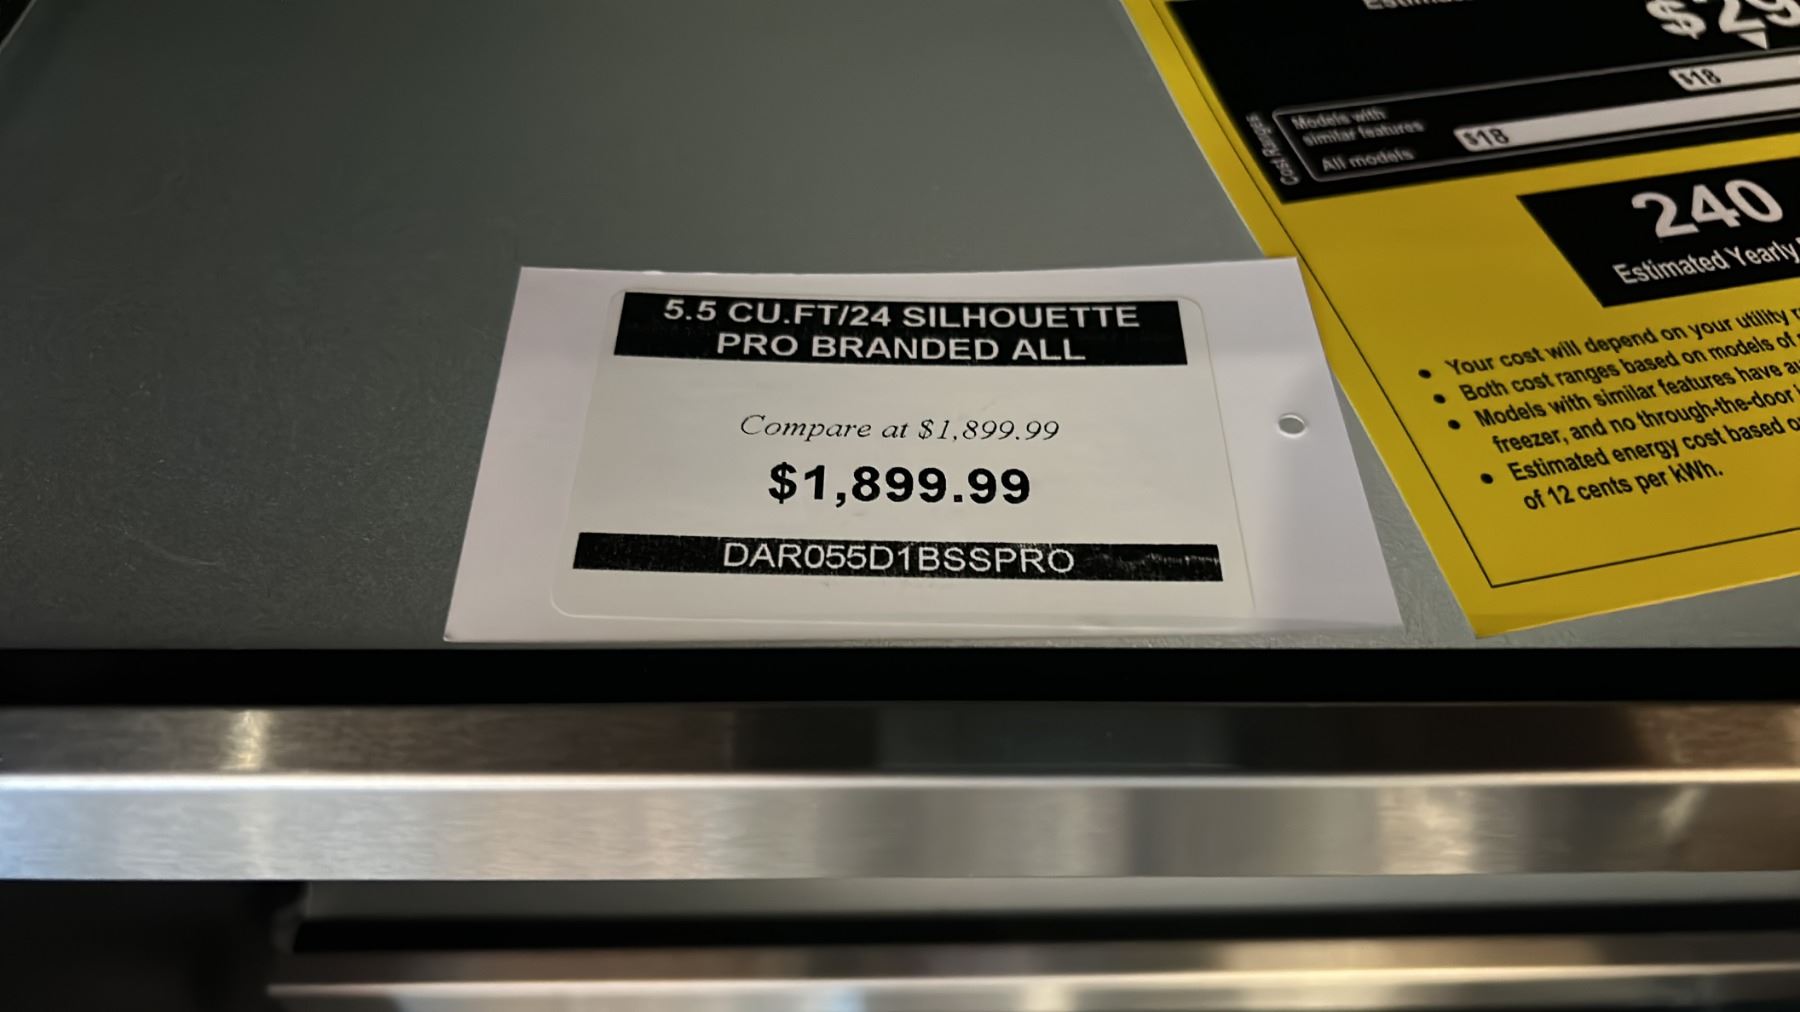 5.5 CU.FT/24 SILHOUETTE
PRO BRANDED ALL
Compare at $1,899.99
$1,899.99
DAR055D1BSSPRO
$29
$18
Cost Ranges
Models with
similar features
$18
All models
240
Estimated Yearly
• Your cost will depend on your utility
• Both cost ranges based on models of
• Models with similar features have
freezer, and no through-the-door
• Estimated energy cost based
of 12 cents per kWh.